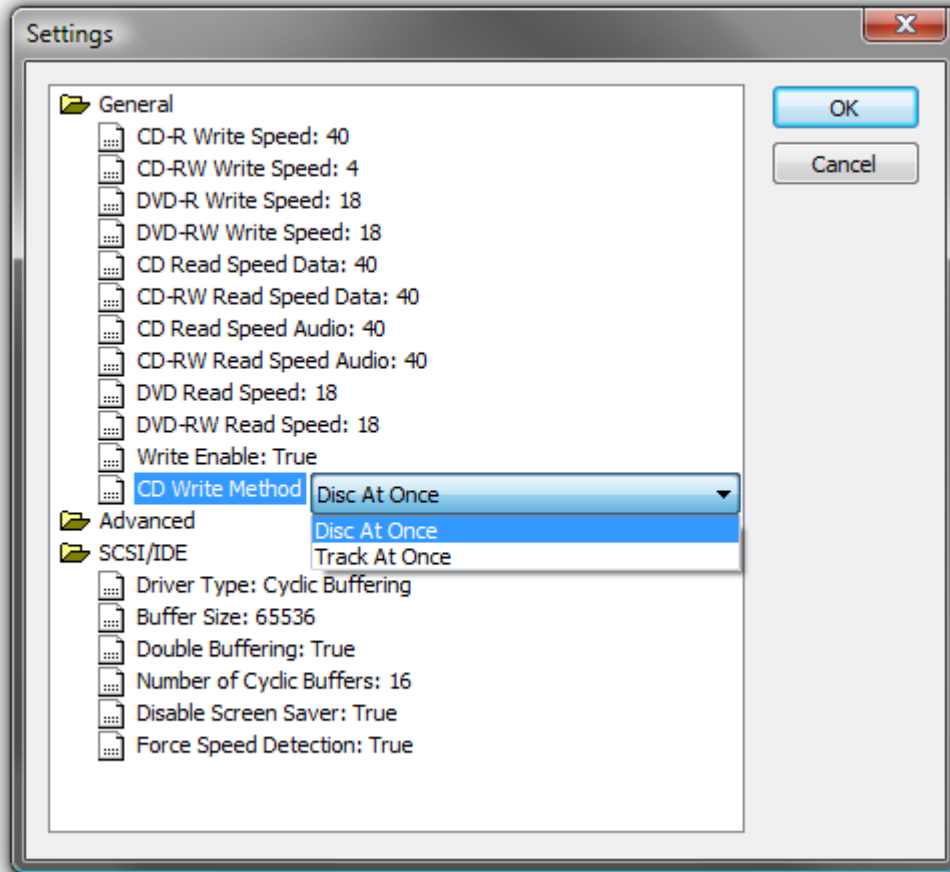 Settings
General
CD-R Write Speed: 40
CD-RW Write Speed: 4
DVD-R Write Speed: 18
DVD-RW Write Speed: 18
CD Read Speed Data: 40
CD-RW Read Speed Data: 40
CD Read Speed Audio: 40
CD-RW Read Speed Audio: 40
DVD Read Speed: 18
DVD-RW Read Speed: 18
Write Enable: True
CD Write Method Disc At Once
Disc At Once
Track At Once
Advanced
SCSI/IDE
Driver Type: Cyclic Buffering
Buffer Size: 65536
Double Buffering: True
Number of Cyclic Buffers: 16
Disable Screen Saver: True
Force Speed Detection: True
OK
Cancel